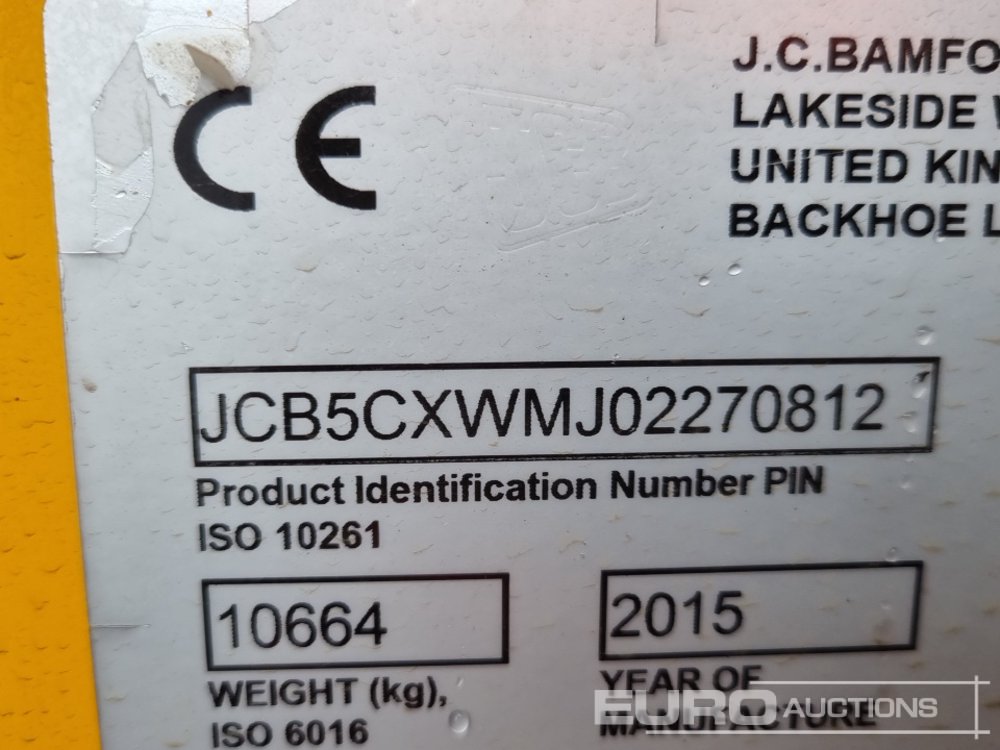 CE
J.C.BAMFO
LAKESIDE
UNITED KIN
BACKHOE L
JCB5CXWMJ02270812
Product Identification Number PIN
ISO 10261
10664
2015
WEIGHT (kg),
ISO 6016
YEAR OF
MANUFACTURE
EURO AUCTIONS